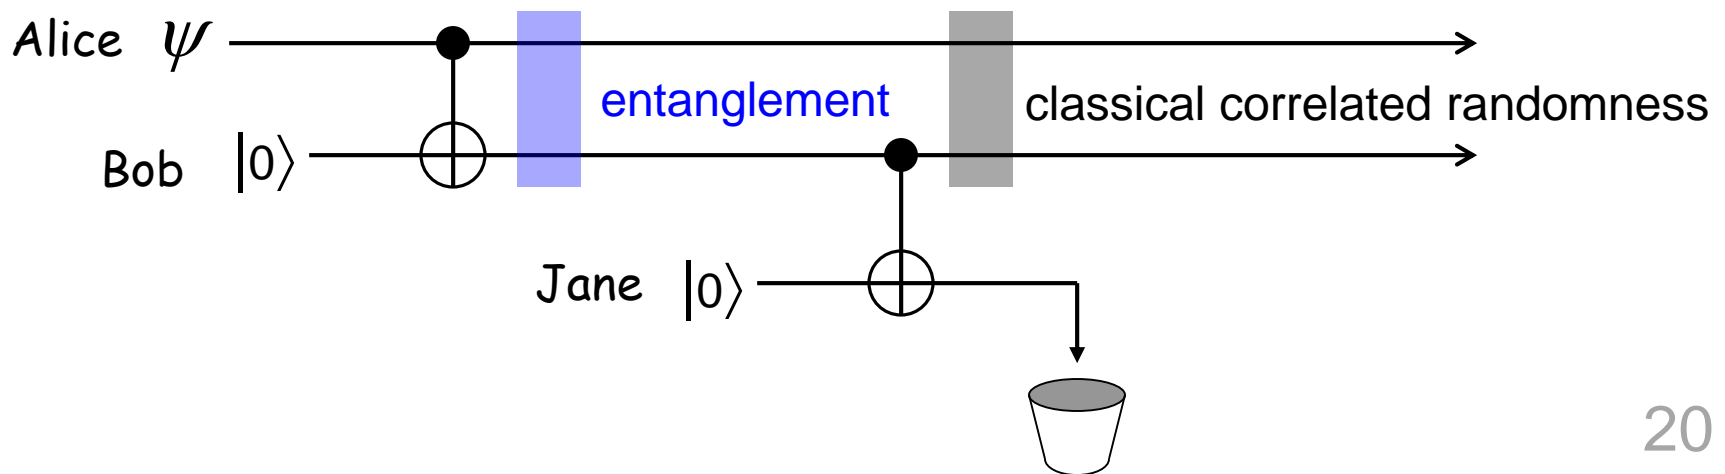 Alice ψ
entanglement
classical correlated randomness
Bob |0⟩
Jane |0⟩
20